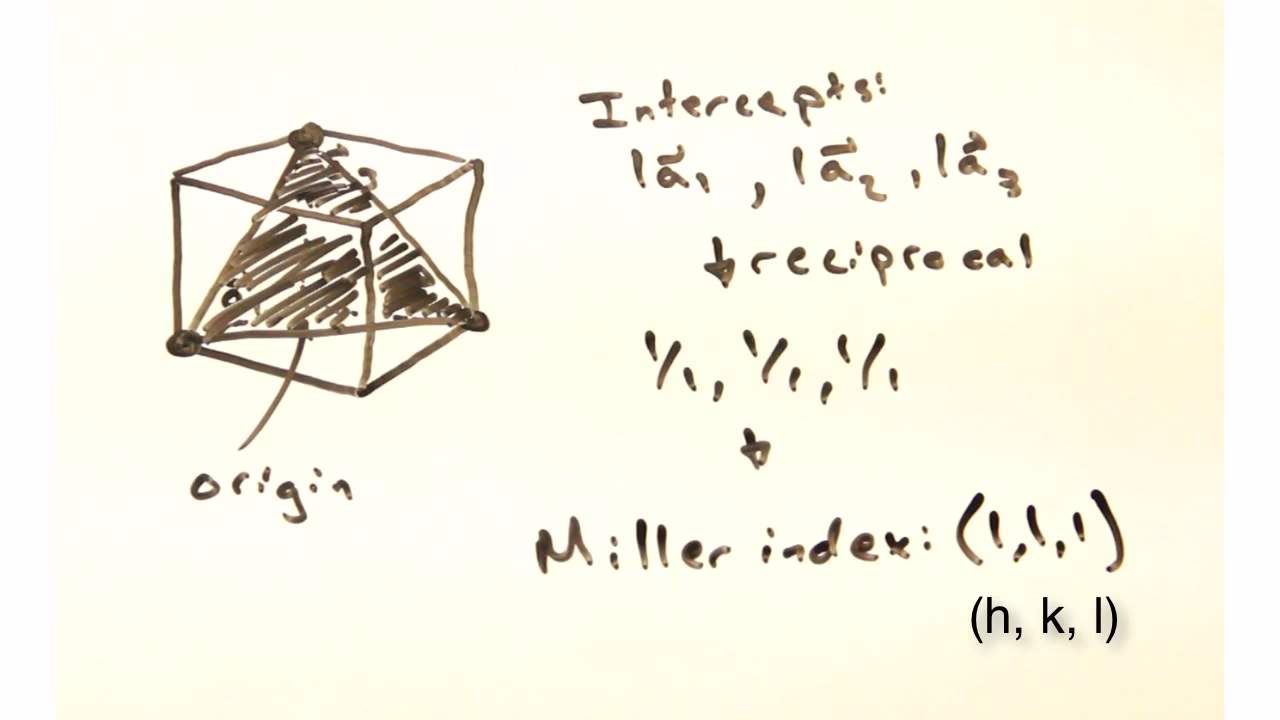 Intercepts:
1a⃗₁, 1a⃗₂, 1a⃗₃
reciprocal
1/1, 1/1, 1/1
Miller index: (1,1,1)
(h, k, l)
origin